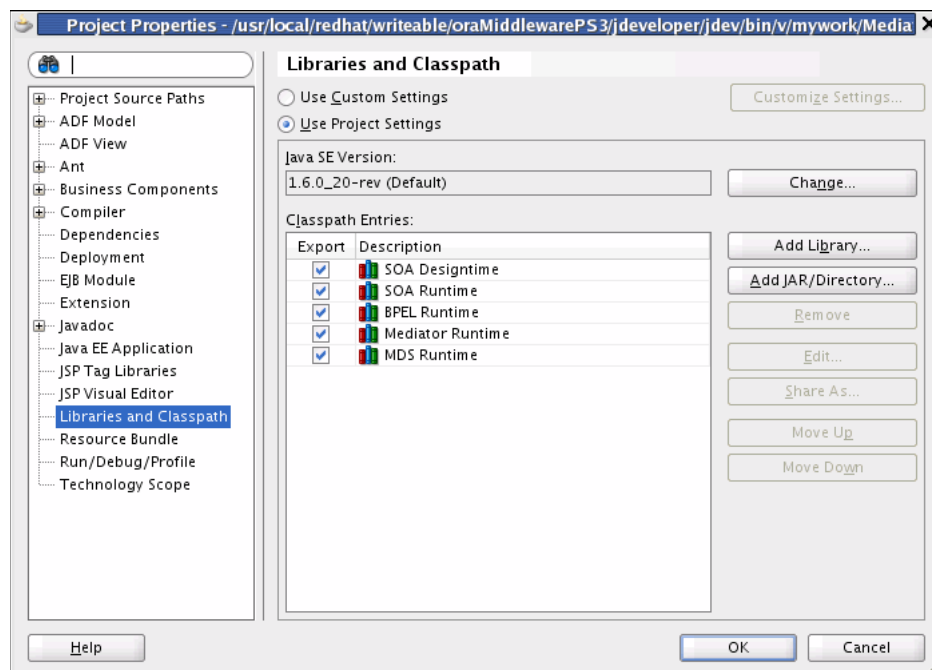 Project Properties - /usr/local/redhat/writeable/oraMiddlewarePS3/jdeveloper/jdev/bin/v/mywork/Media
Libraries and Classpath
Project Source Paths
ADF Model
ADF View
Ant
Business Components
Compiler
Dependencies
Deployment
EJB Module
Extension
Javadoc
Java EE Application
JSP Tag Libraries
JSP Visual Editor
Libraries and Classpath
Resource Bundle
Run/Debug/Profile
Technology Scope
Use Custom Settings
Customize Settings...
Use Project Settings
Java SE Version:
1.6.0_20-rev (Default)
Change...
Classpath Entries:
Export Description
SOA Designtime
SOA Runtime
BPEL Runtime
Mediator Runtime
MDS Runtime
Add Library...
Add JAR/Directory...
Remove
Edit...
Share As...
Move Up
Move Down
Help
OK
Cancel